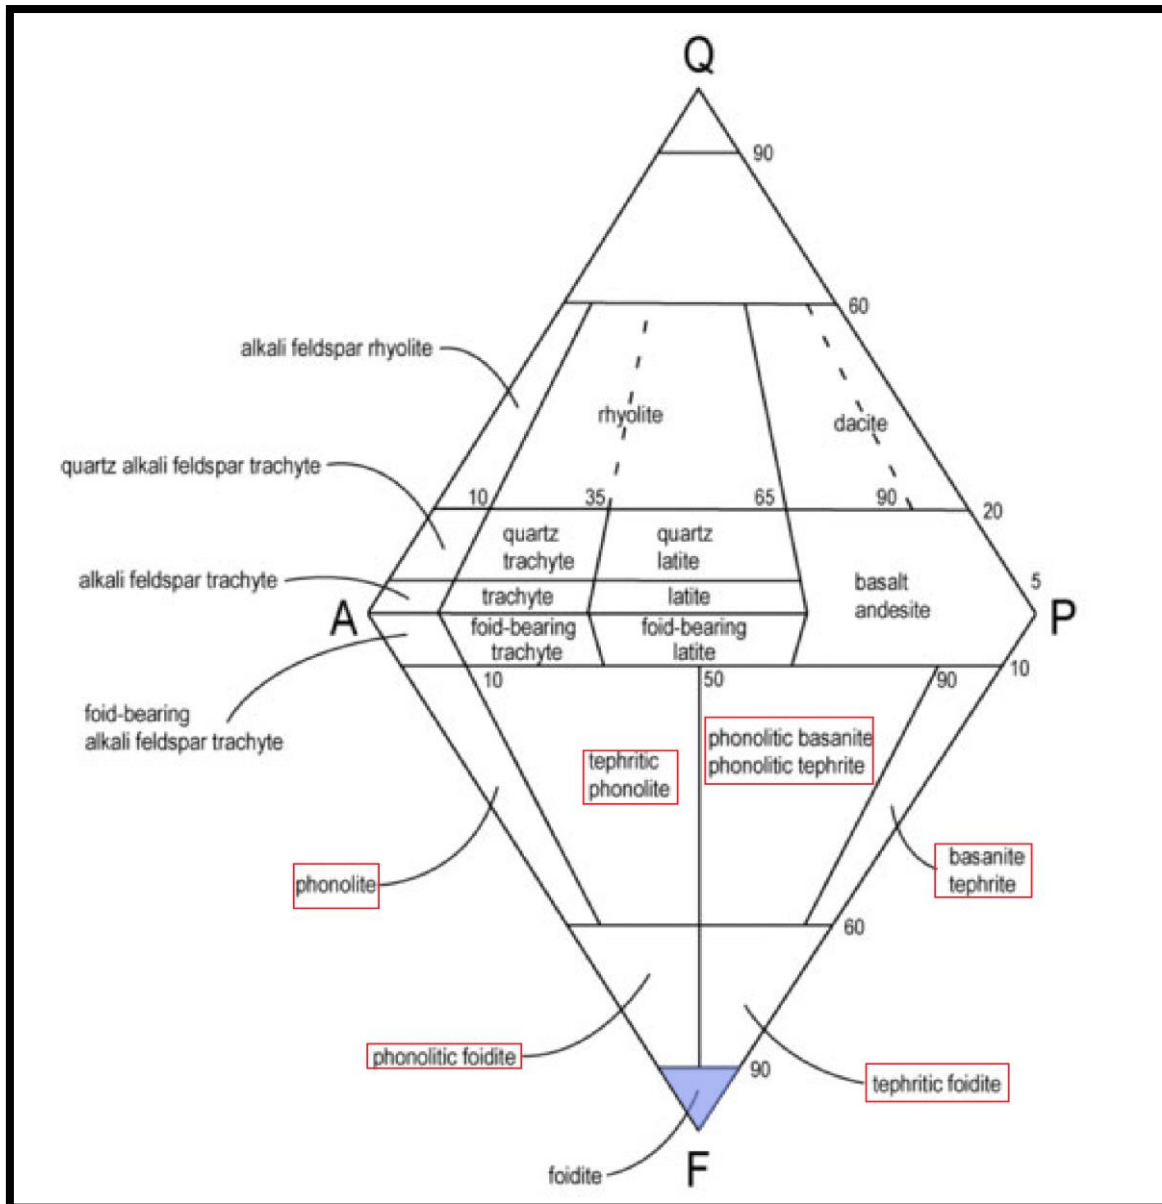 Q
90
60
alkali feldspar rhyolite
rhyolite
dacite
quartz alkali feldspar trachyte
10
35
65
90
20
quartz
trachyte
quartz
latite
alkali feldspar trachyte
trachyte
latite
basalt
andesite
5
A
P
foid-bearing
trachyte
foid-bearing
latite
10
50
90
10
foid-bearing
alkali feldspar trachyte
tephritic
phonolite
phonolitic basanite
phonolitic tephrite
phonolite
basanite
tephrite
60
phonolitic foidite
90
tephritic foidite
foidite
F